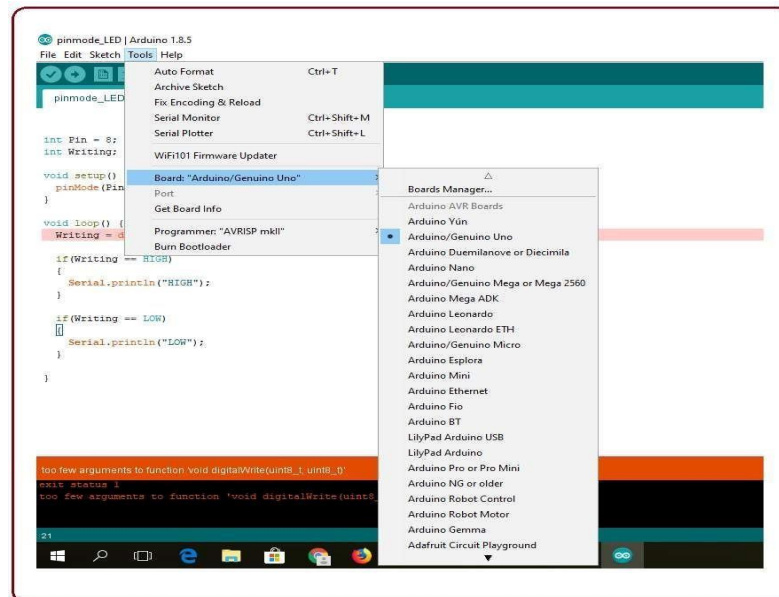 pinmode_LED | Arduino 1.8.5
File Edit Sketch Tools Help
pinmode_LED
Auto Format Ctrl+T
Archive Sketch
Fix Encoding & Reload
Serial Monitor Ctrl+Shift+M
Serial Plotter Ctrl+Shift+L
WiFi101 Firmware Updater
Board: "Arduino/Genuino Uno"
Port
Get Board Info
Programmer: "AVRISP mkII"
Burn Bootloader
Boards Manager...
Arduino AVR Boards
Arduino Yún
Arduino/Genuino Uno
Arduino Duemilanove or Diecimila
Arduino Nano
Arduino/Genuino Mega or Mega 2560
Arduino Mega ADK
Arduino Leonardo
Arduino Leonardo ETH
Arduino/Genuino Micro
Arduino Esplora
Arduino Mini
Arduino Ethernet
Arduino Fio
Arduino BT
LilyPad Arduino USB
LilyPad Arduino
Arduino Pro or Pro Mini
Arduino NG or older
Arduino Robot Control
Arduino Robot Motor
Arduino Gemma
Adafruit Circuit Playground
int Pin = 8;
int Writing;
void setup()
pinMode(Pin
}
void loop() {
Writing = d
if(Writing == HIGH)
{
Serial.println("HIGH");
}
if(Writing == LOW)
{
Serial.println("LOW");
}
}
too few arguments to function 'void digitalWrite(uint8_t, uint8_t)'
exit status 1
too few arguments to function 'void digitalWrite(uint8_
21